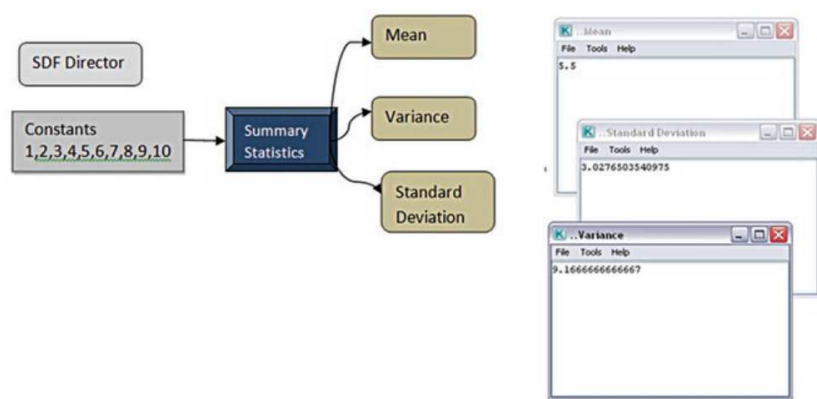 SDF Director
Constants
1,2,3,4,5,6,7,8,9,10
Summary
Statistics
Mean
Variance
Standard
Deviation
..Mean
File Tools Help
5.5
..Standard Deviation
File Tools Help
3.0276503540975
..Variance
File Tools Help
9.1666666666667